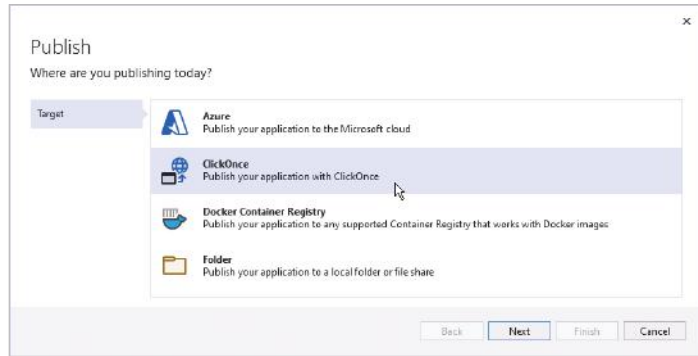 Publish
Where are you publishing today?
Target
Azure
Publish your application to the Microsoft cloud
ClickOnce
Publish your application with ClickOnce
Docker Container Registry
Publish your application to any supported Container Registry that works with Docker images
Folder
Publish your application to a local folder or file share
Back Next Finish Cancel